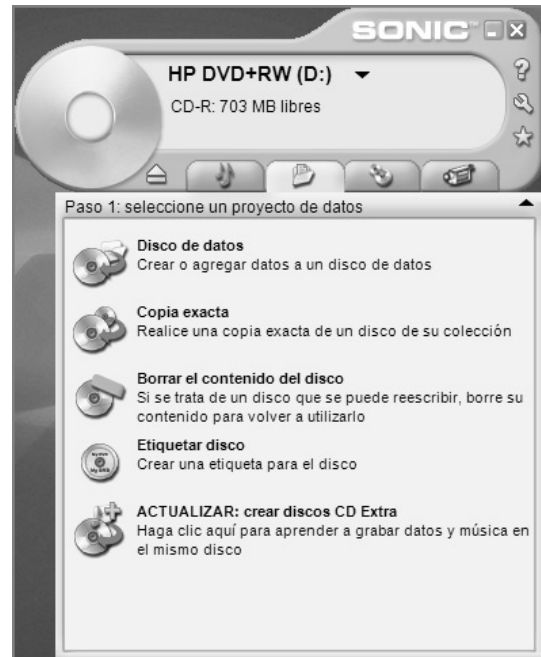 SONIC™
HP DVD+RW (D:)
CD-R: 703 MB libres
Paso 1: seleccione un proyecto de datos
Disco de datos
Crear o agregar datos a un disco de datos
Copia exacta
Realice una copia exacta de un disco de su colección
Borrar el contenido del disco
Si se trata de un disco que se puede reescribir, borre su
contenido para volver a utilizarlo
Etiquetar disco
Crear una etiqueta para el disco
ACTUALIZAR: crear discos CD Extra
Haga clic aquí para aprender a grabar datos y música en
el mismo disco